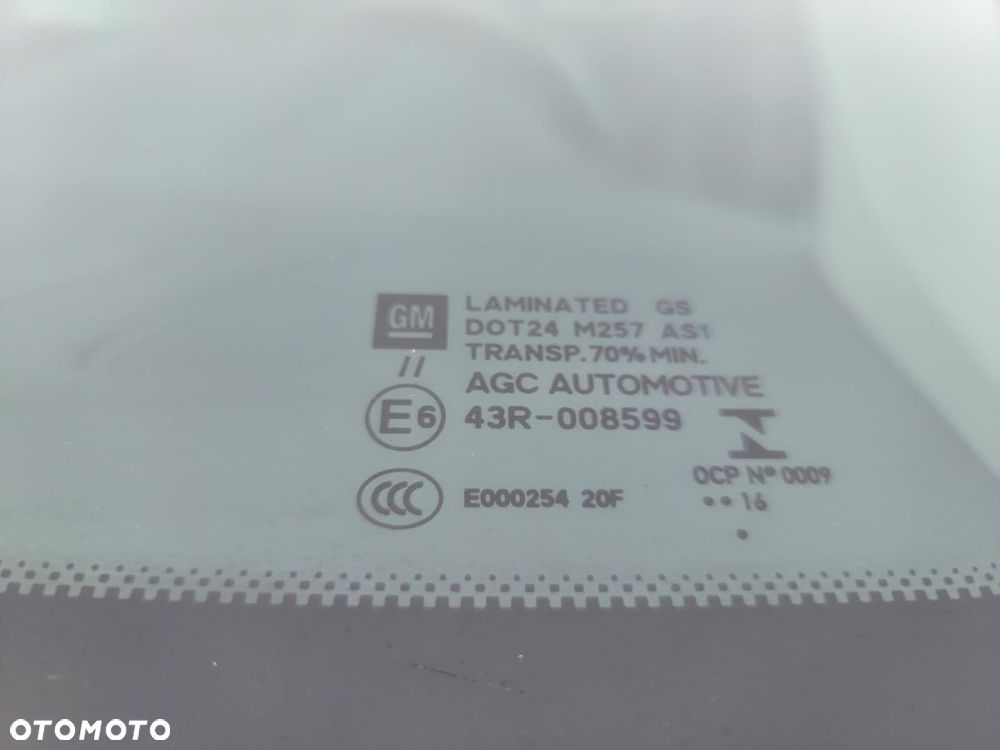 GM
LAMINATED GS
DOT24 M257 AS1
TRANSP.70% MIN.
//
AGC AUTOMOTIVE
E6
43R-008599
OCP Nº 0009
CCC
E000254 20F
••16
•
OTOMOTO